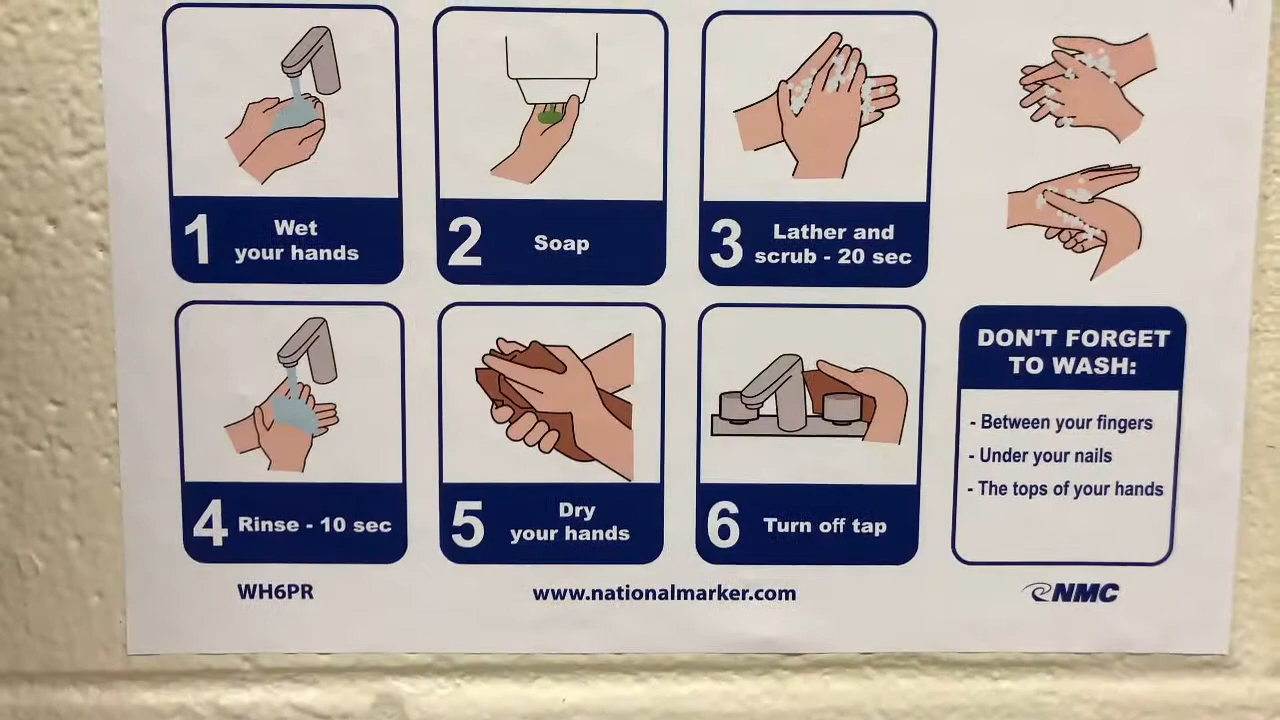 1
Wet
your hands
2
Soap
3
Lather and
scrub - 20 sec
4
Rinse - 10 sec
5
Dry
your hands
6
Turn off tap
DON'T FORGET
TO WASH:
- Between your fingers
- Under your nails
- The tops of your hands
WH6PR
www.nationalmarker.com
NMC